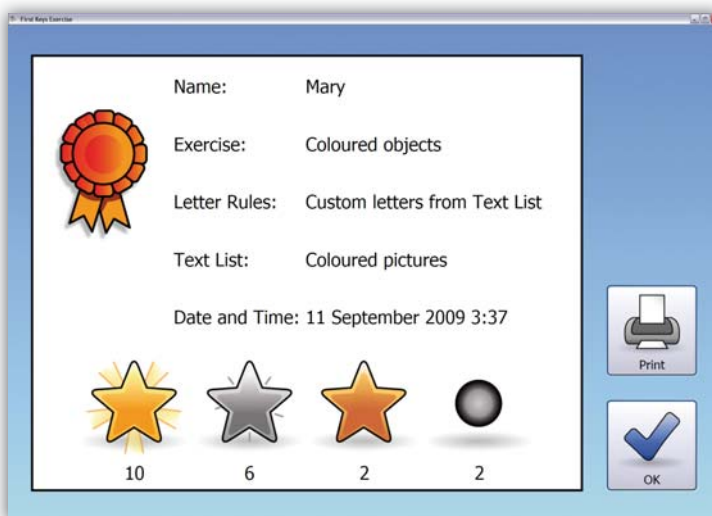 First Keys Exercise
Name: Mary
Exercise: Coloured objects
Letter Rules: Custom letters from Text List
Text List: Coloured pictures
Date and Time: 11 September 2009 3:37
Print
10 6 2 2
OK